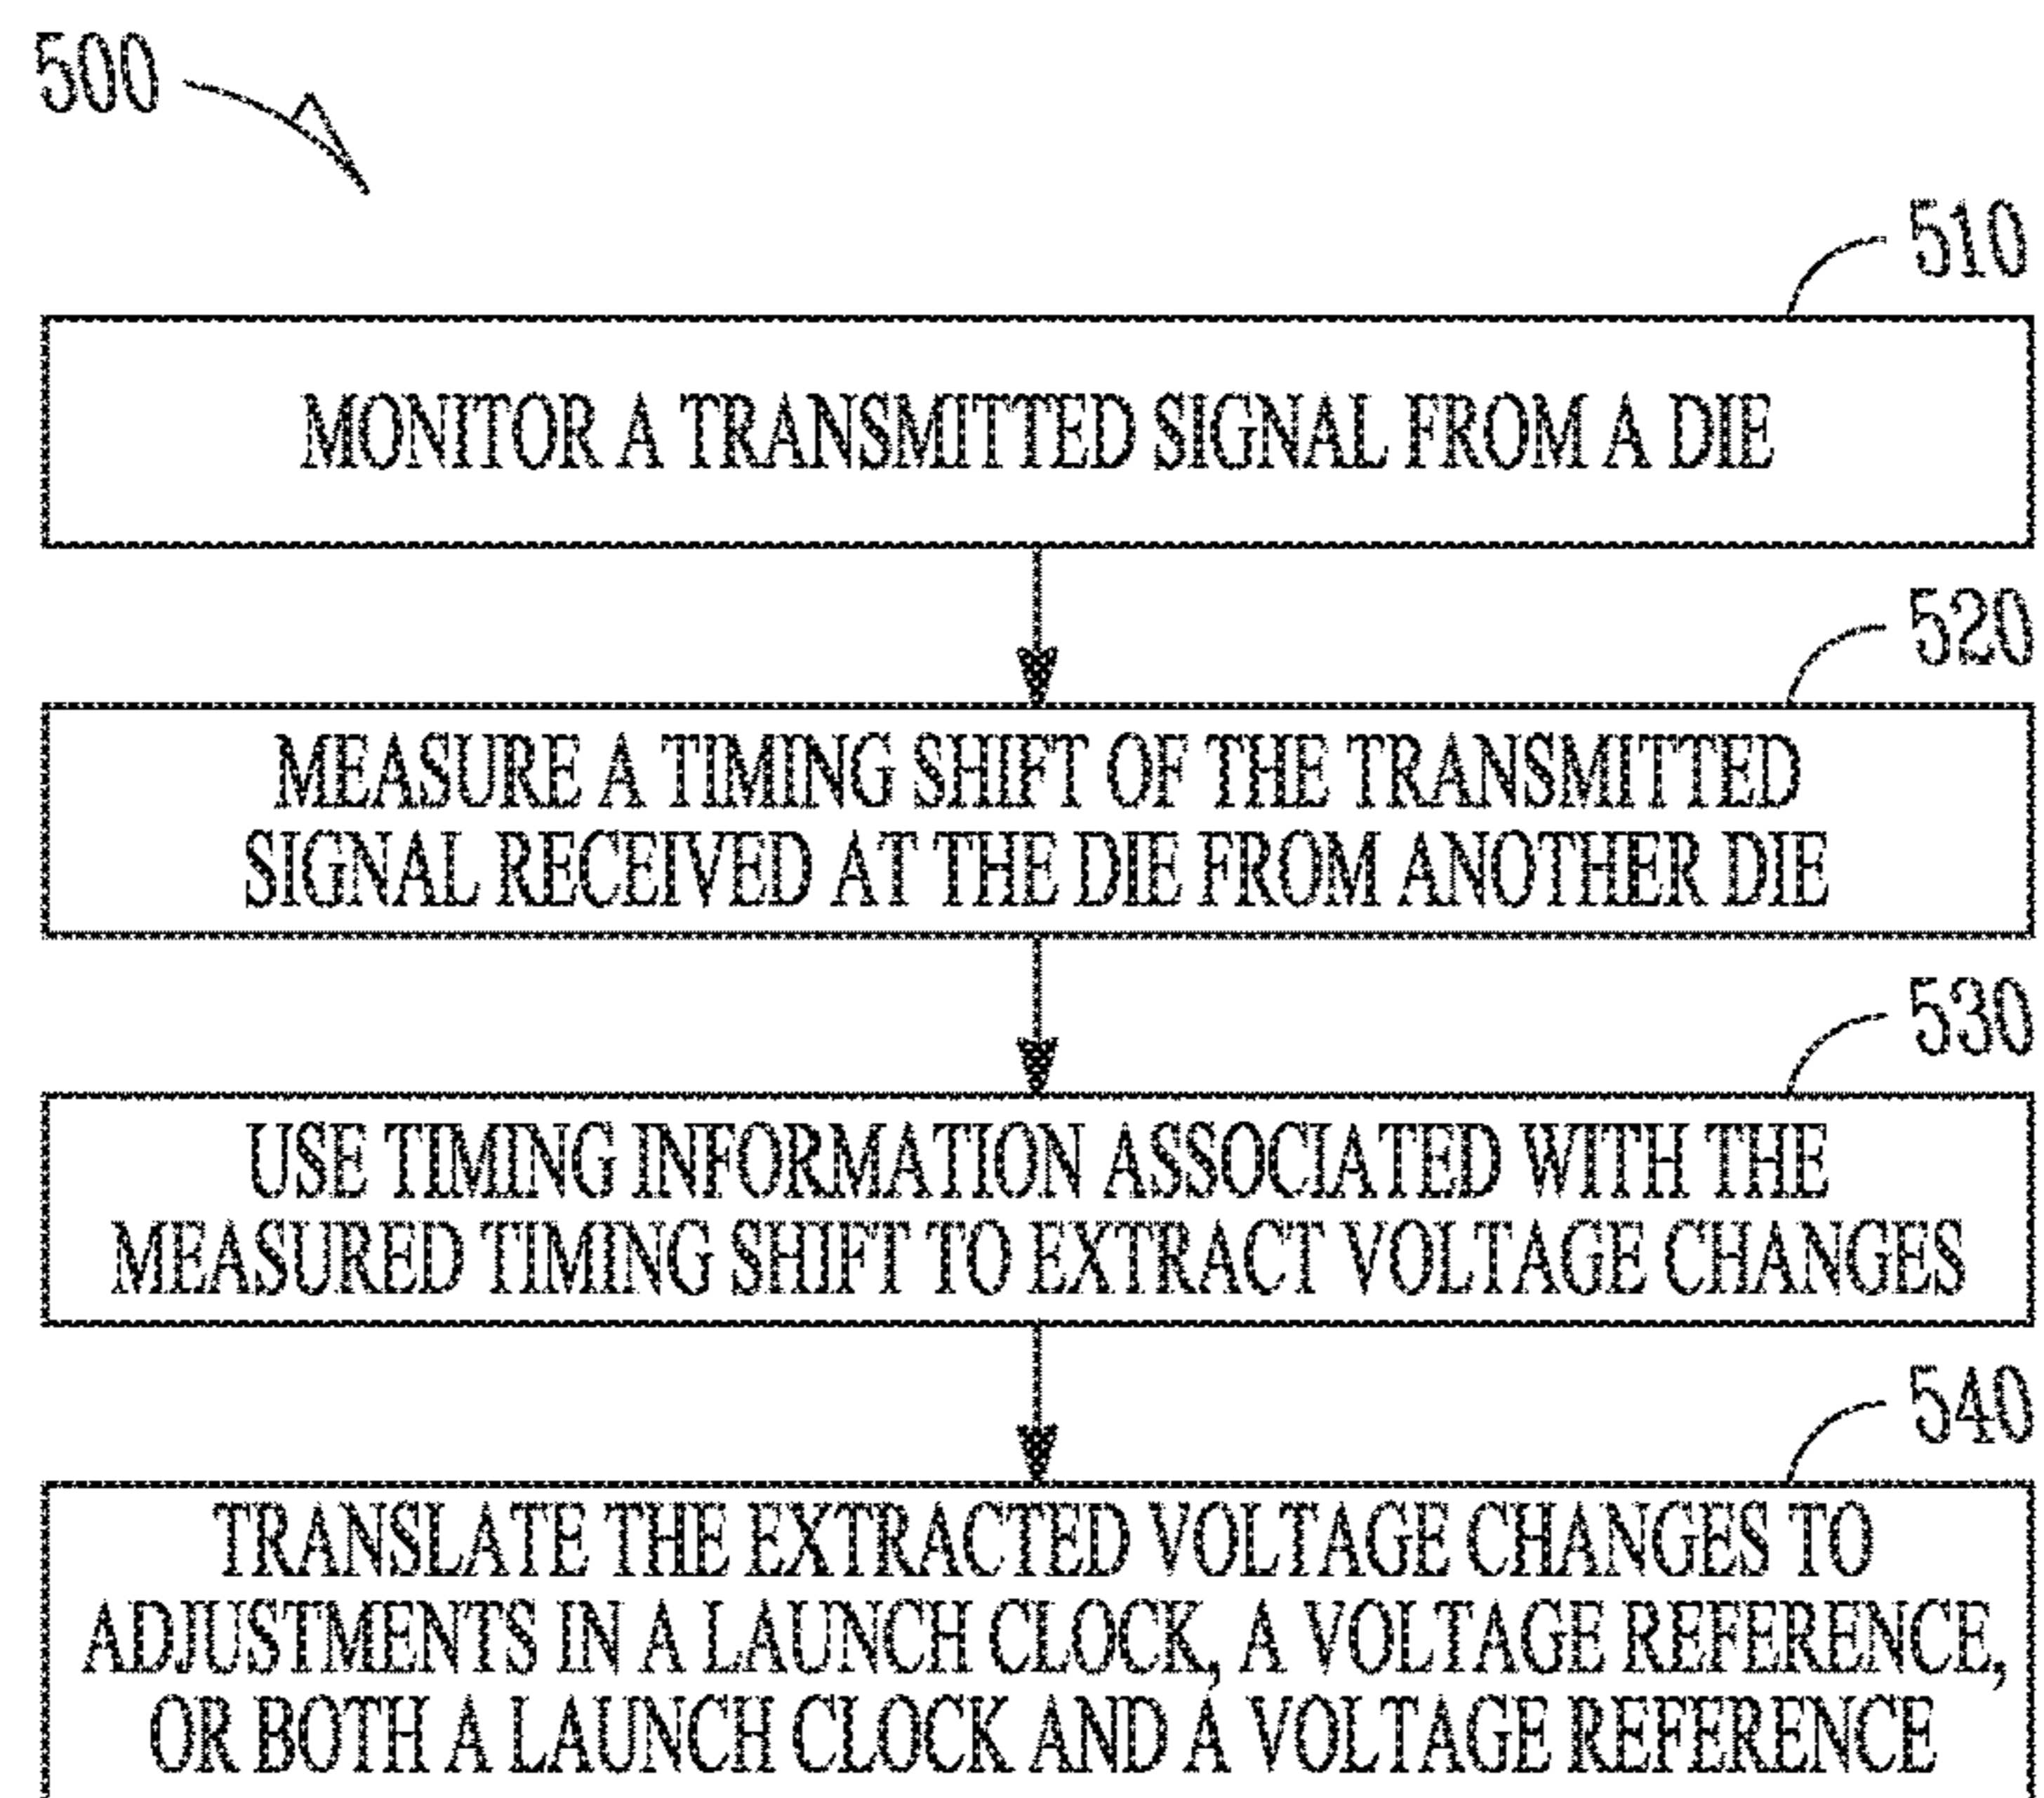 500
510
MONITOR A TRANSMITTED SIGNAL FROM A DIE
520
MEASURE A TIMING SHIFT OF THE TRANSMITTED
SIGNAL RECEIVED AT THE DIE FROM ANOTHER DIE
530
USE TIMING INFORMATION ASSOCIATED WITH THE
MEASURED TIMING SHIFT TO EXTRACT VOLTAGE CHANGES
540
TRANSLATE THE EXTRACTED VOLTAGE CHANGES TO
ADJUSTMENTS IN A LAUNCH CLOCK, A VOLTAGE REFERENCE,
OR BOTH A LAUNCH CLOCK AND A VOLTAGE REFERENCE